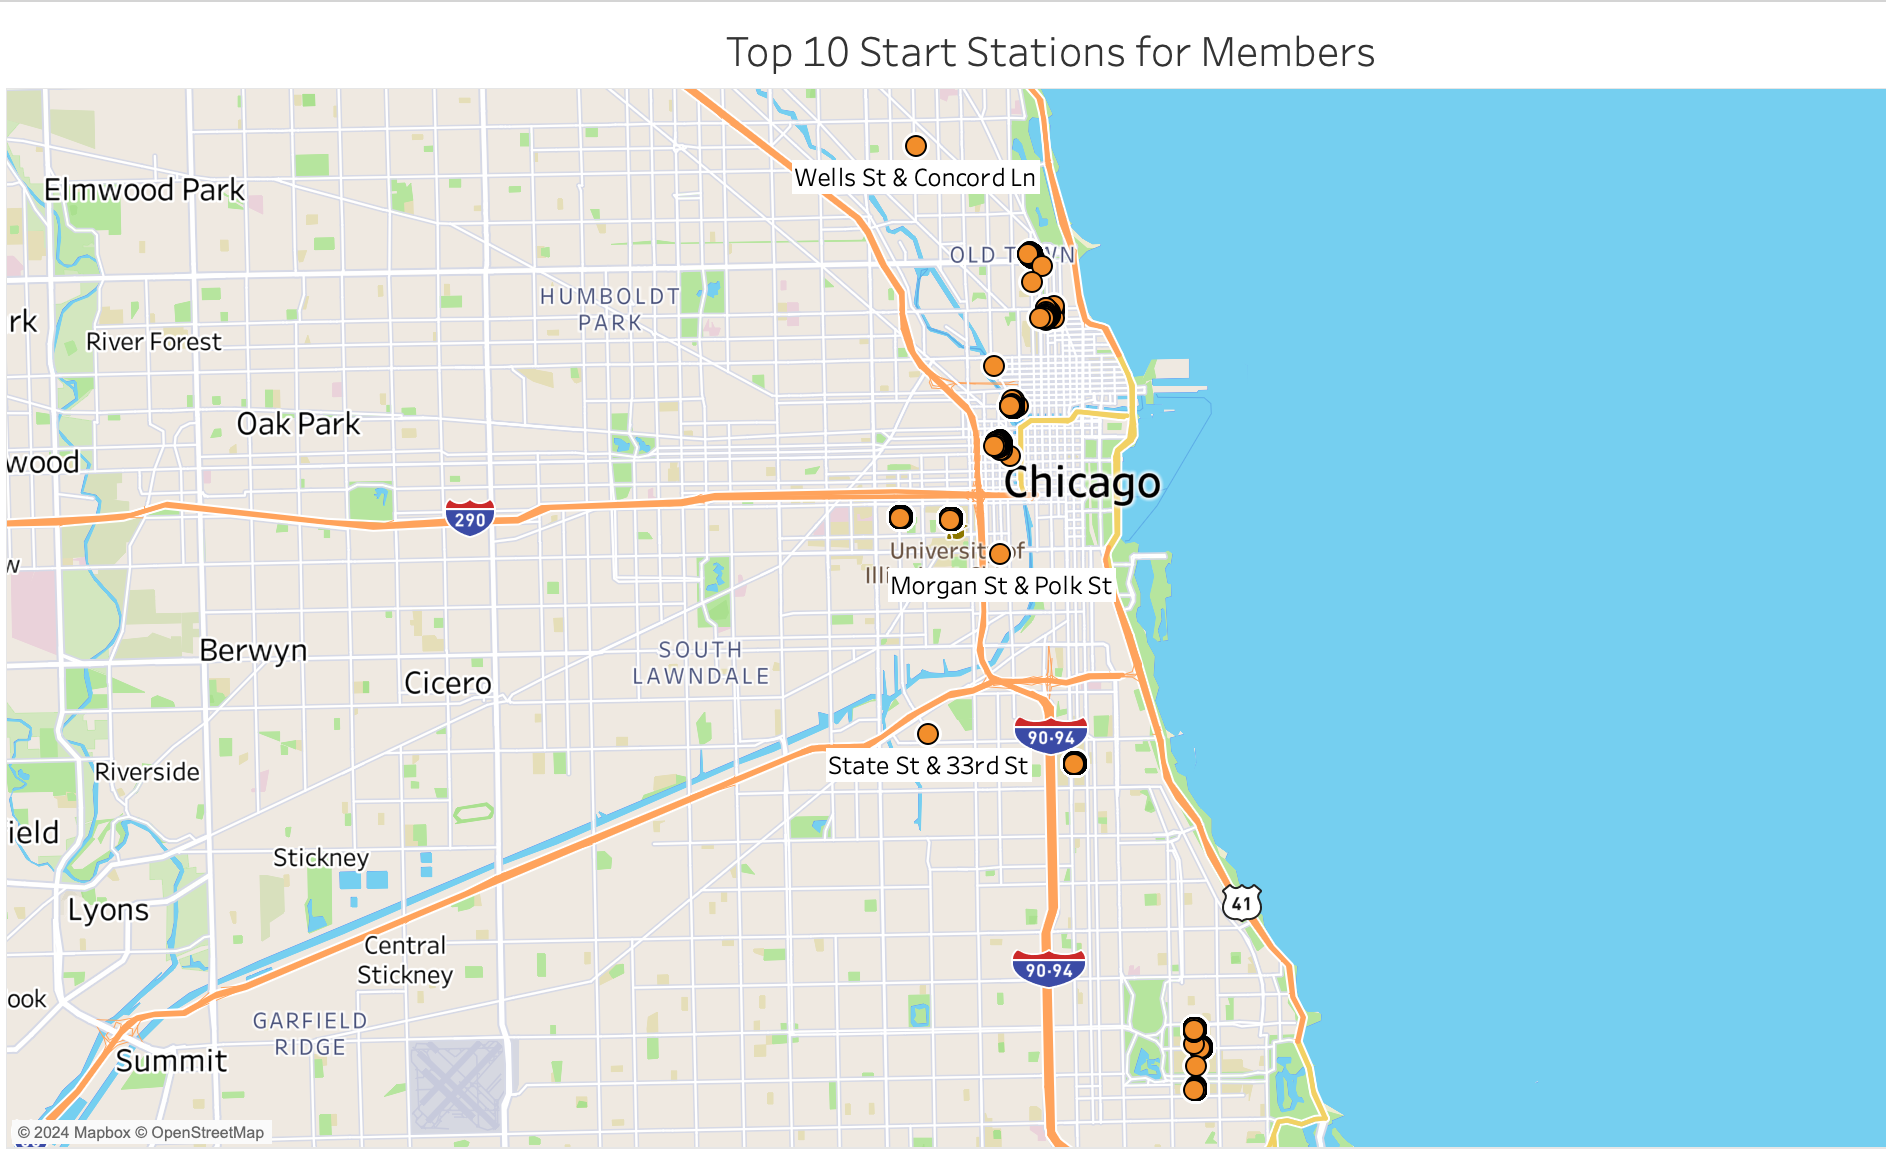 Top 10 Start Stations for Members
Wells St & Concord Ln
Elmwood Park
OLD T WN
HUMBOLDT
PARK
rk
River Forest
Oak Park
wood
Chicago
290
Universit of
w
Illi
Morgan St & Polk St
Berwyn
SOUTH
LAWNDALE
Cicero
90·94
State St & 33rd St
Riverside
ield
Stickney
Lyons
41
Central
Stickney
90·94
ook
GARFIELD
RIDGE
Summit
© 2024 Mapbox © OpenStreetMap